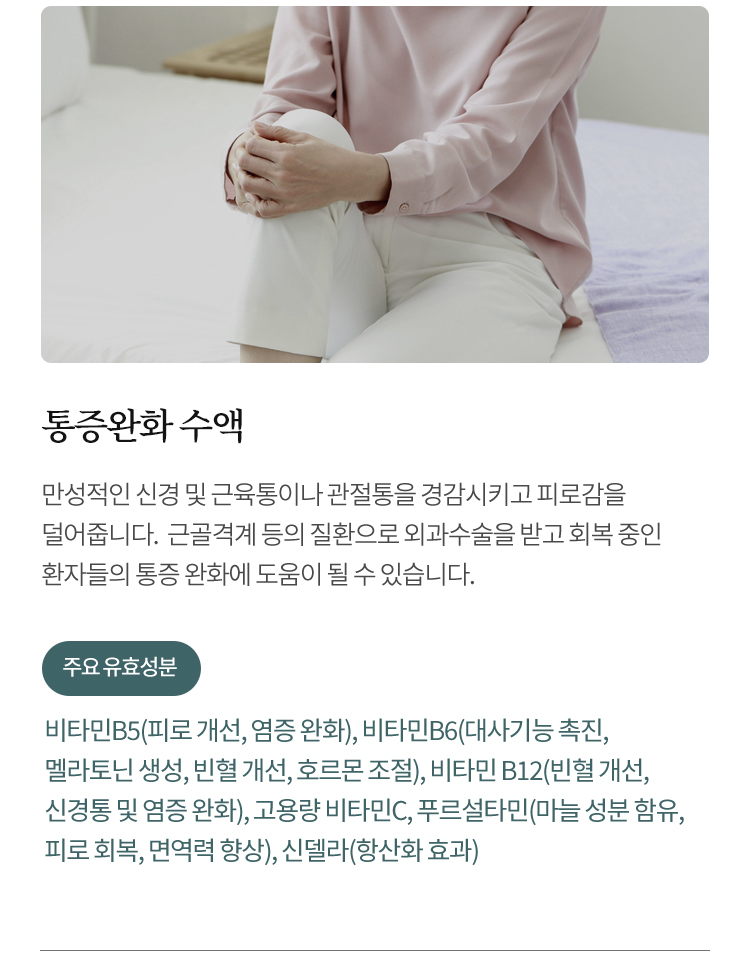 통증완화 수액
만성적인 신경 및 근육통이나 관절통을 경감시키고 피로감을
덜어줍니다. 근골격계 등의 질환으로 외과수술을 받고 회복 중인
환자들의 통증 완화에 도움이 될 수 있습니다.
주요 유효성분
비타민B5(피로 개선, 염증 완화), 비타민B6(대사기능 촉진,
멜라토닌 생성, 빈혈 개선, 호르몬 조절), 비타민 B12(빈혈 개선,
신경통 및 염증 완화), 고용량 비타민C, 푸르설타민(마늘 성분 함유,
피로 회복, 면역력 향상), 신델라(항산화 효과)